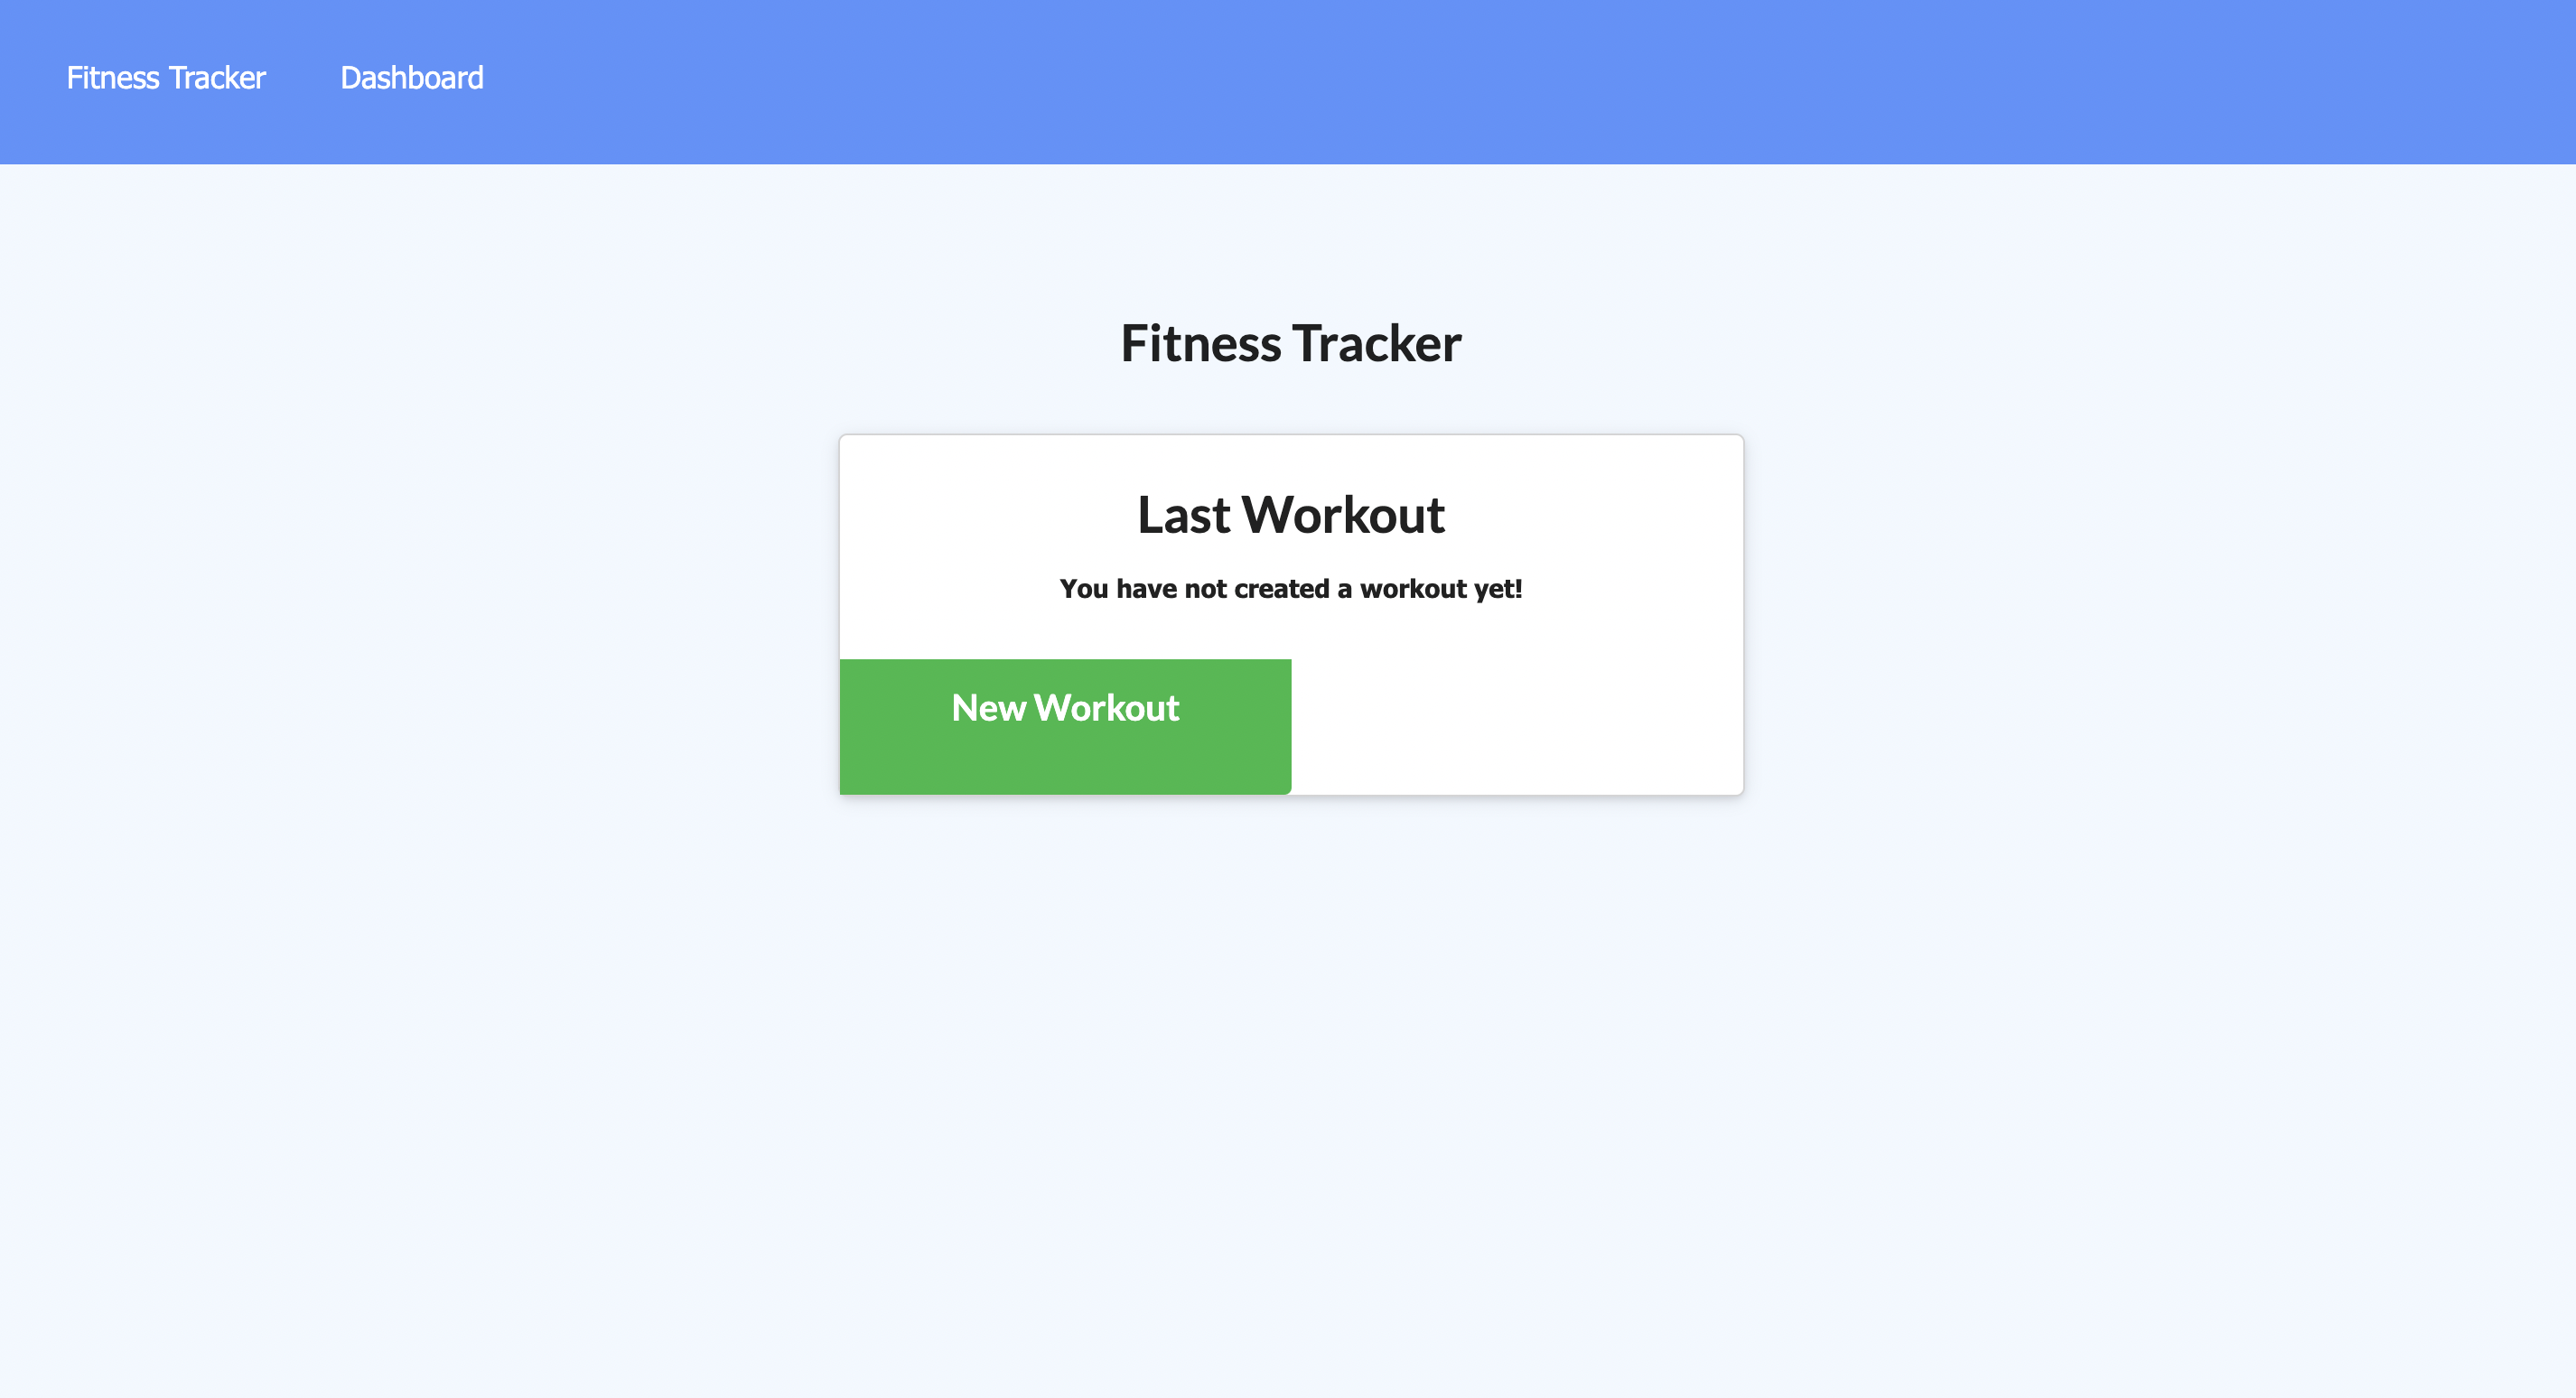 Fitness Tracker Dashboard
Fitness Tracker
Last Workout
You have not created a workout yet!
New Workout